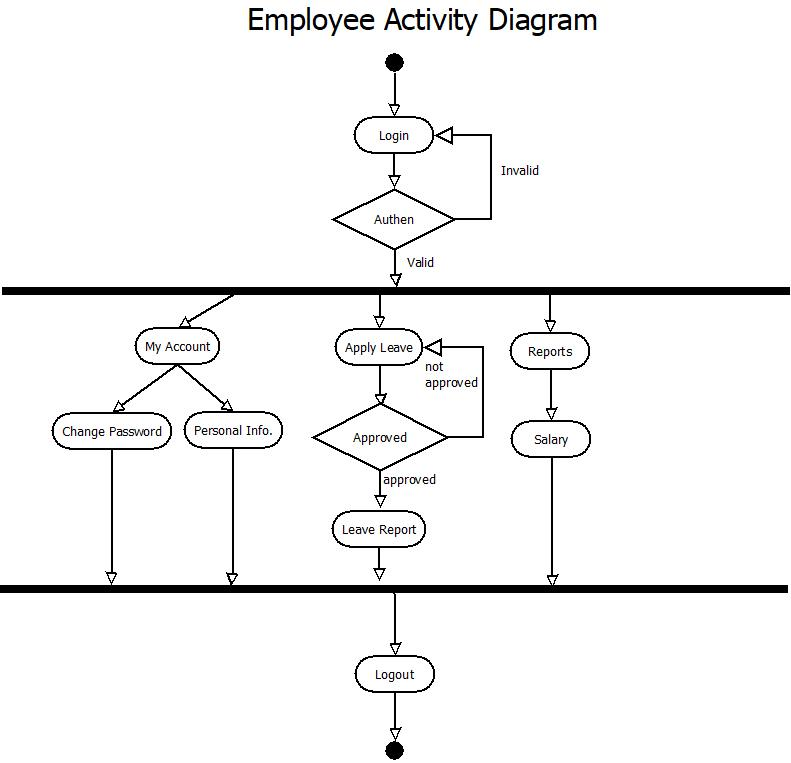 Employee Activity Diagram
Login
Invalid
Authen
Valid
My Account
Apply Leave
Reports
not
approved
Change Password
Personal Info.
Approved
Salary
approved
Leave Report
Logout